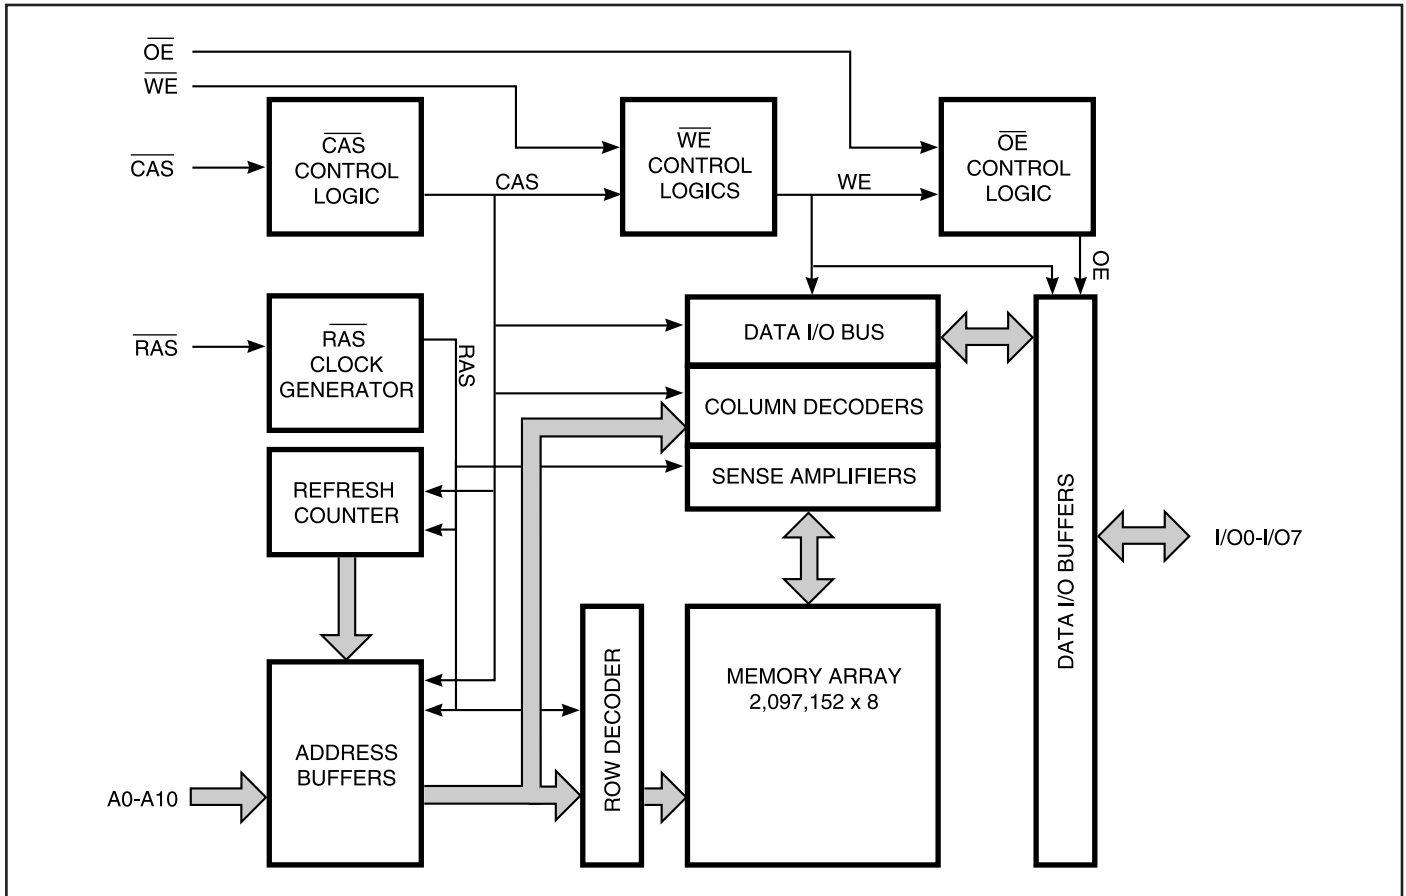 OE
WE
CAS
CAS
CONTROL
LOGIC
CAS
WE
CONTROL
LOGICS
WE
OE
CONTROL
LOGIC
OE
RAS
RAS
CLOCK
GENERATOR
RAS
DATA I/O BUS
COLUMN DECODERS
SENSE AMPLIFIERS
REFRESH
COUNTER
DATA I/O BUFFERS
I/O0-I/O7
ROW DECODER
MEMORY ARRAY
2,097,152 x 8
ADDRESS
BUFFERS
A0-A10